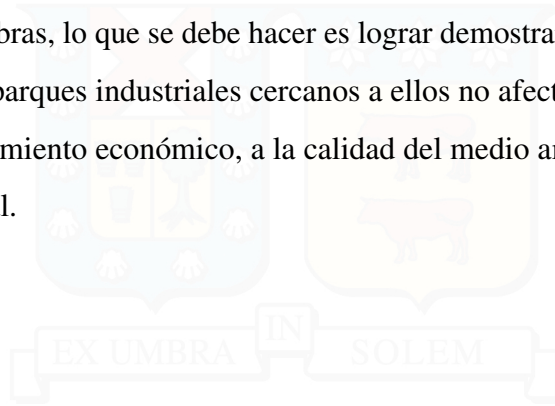 bras, lo que se debe hacer es lograr demostra
parques industriales cercanos a ellos no afect
miento económico, a la calidad del medio a
l.
EX UMBRA IN SOLEM